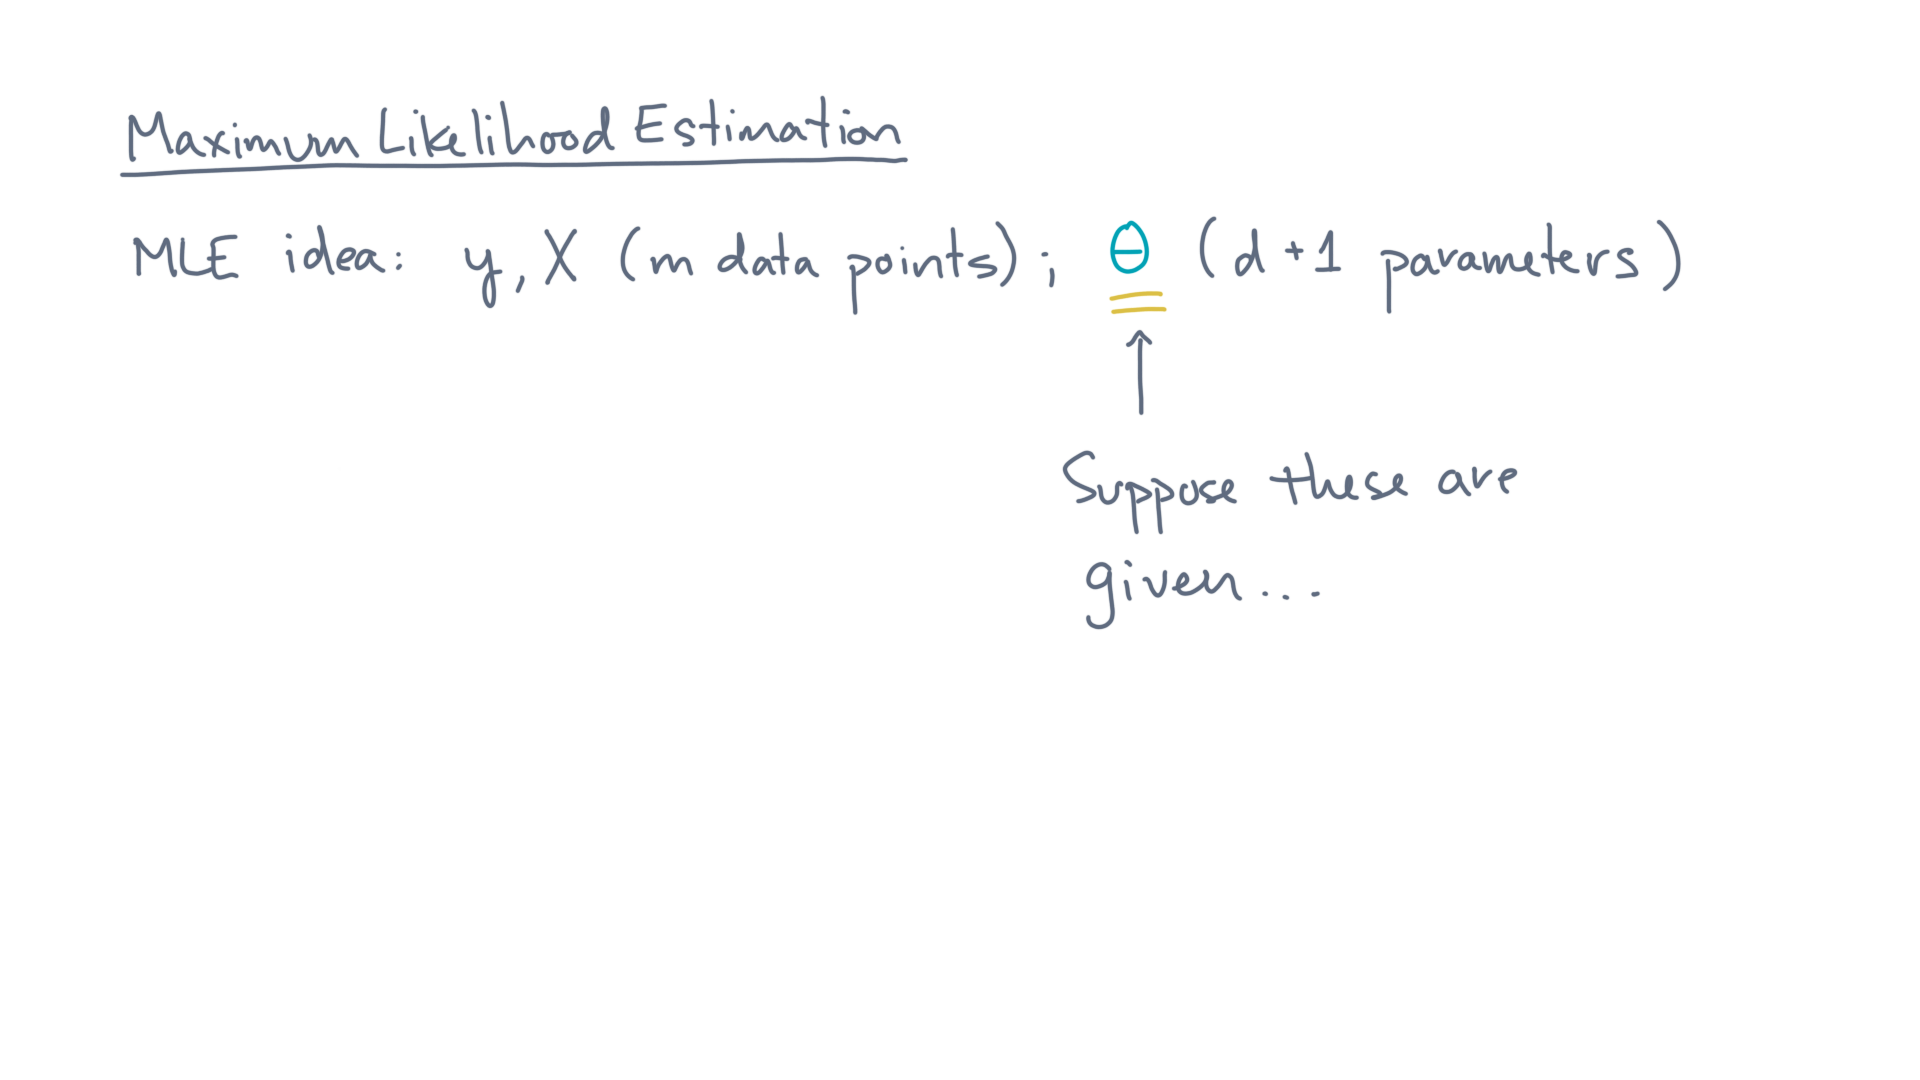 Maximum Likelihood Estimation
MLE idea: y, X (m data points); θ (d+1 parameters)
Suppose these are
given...